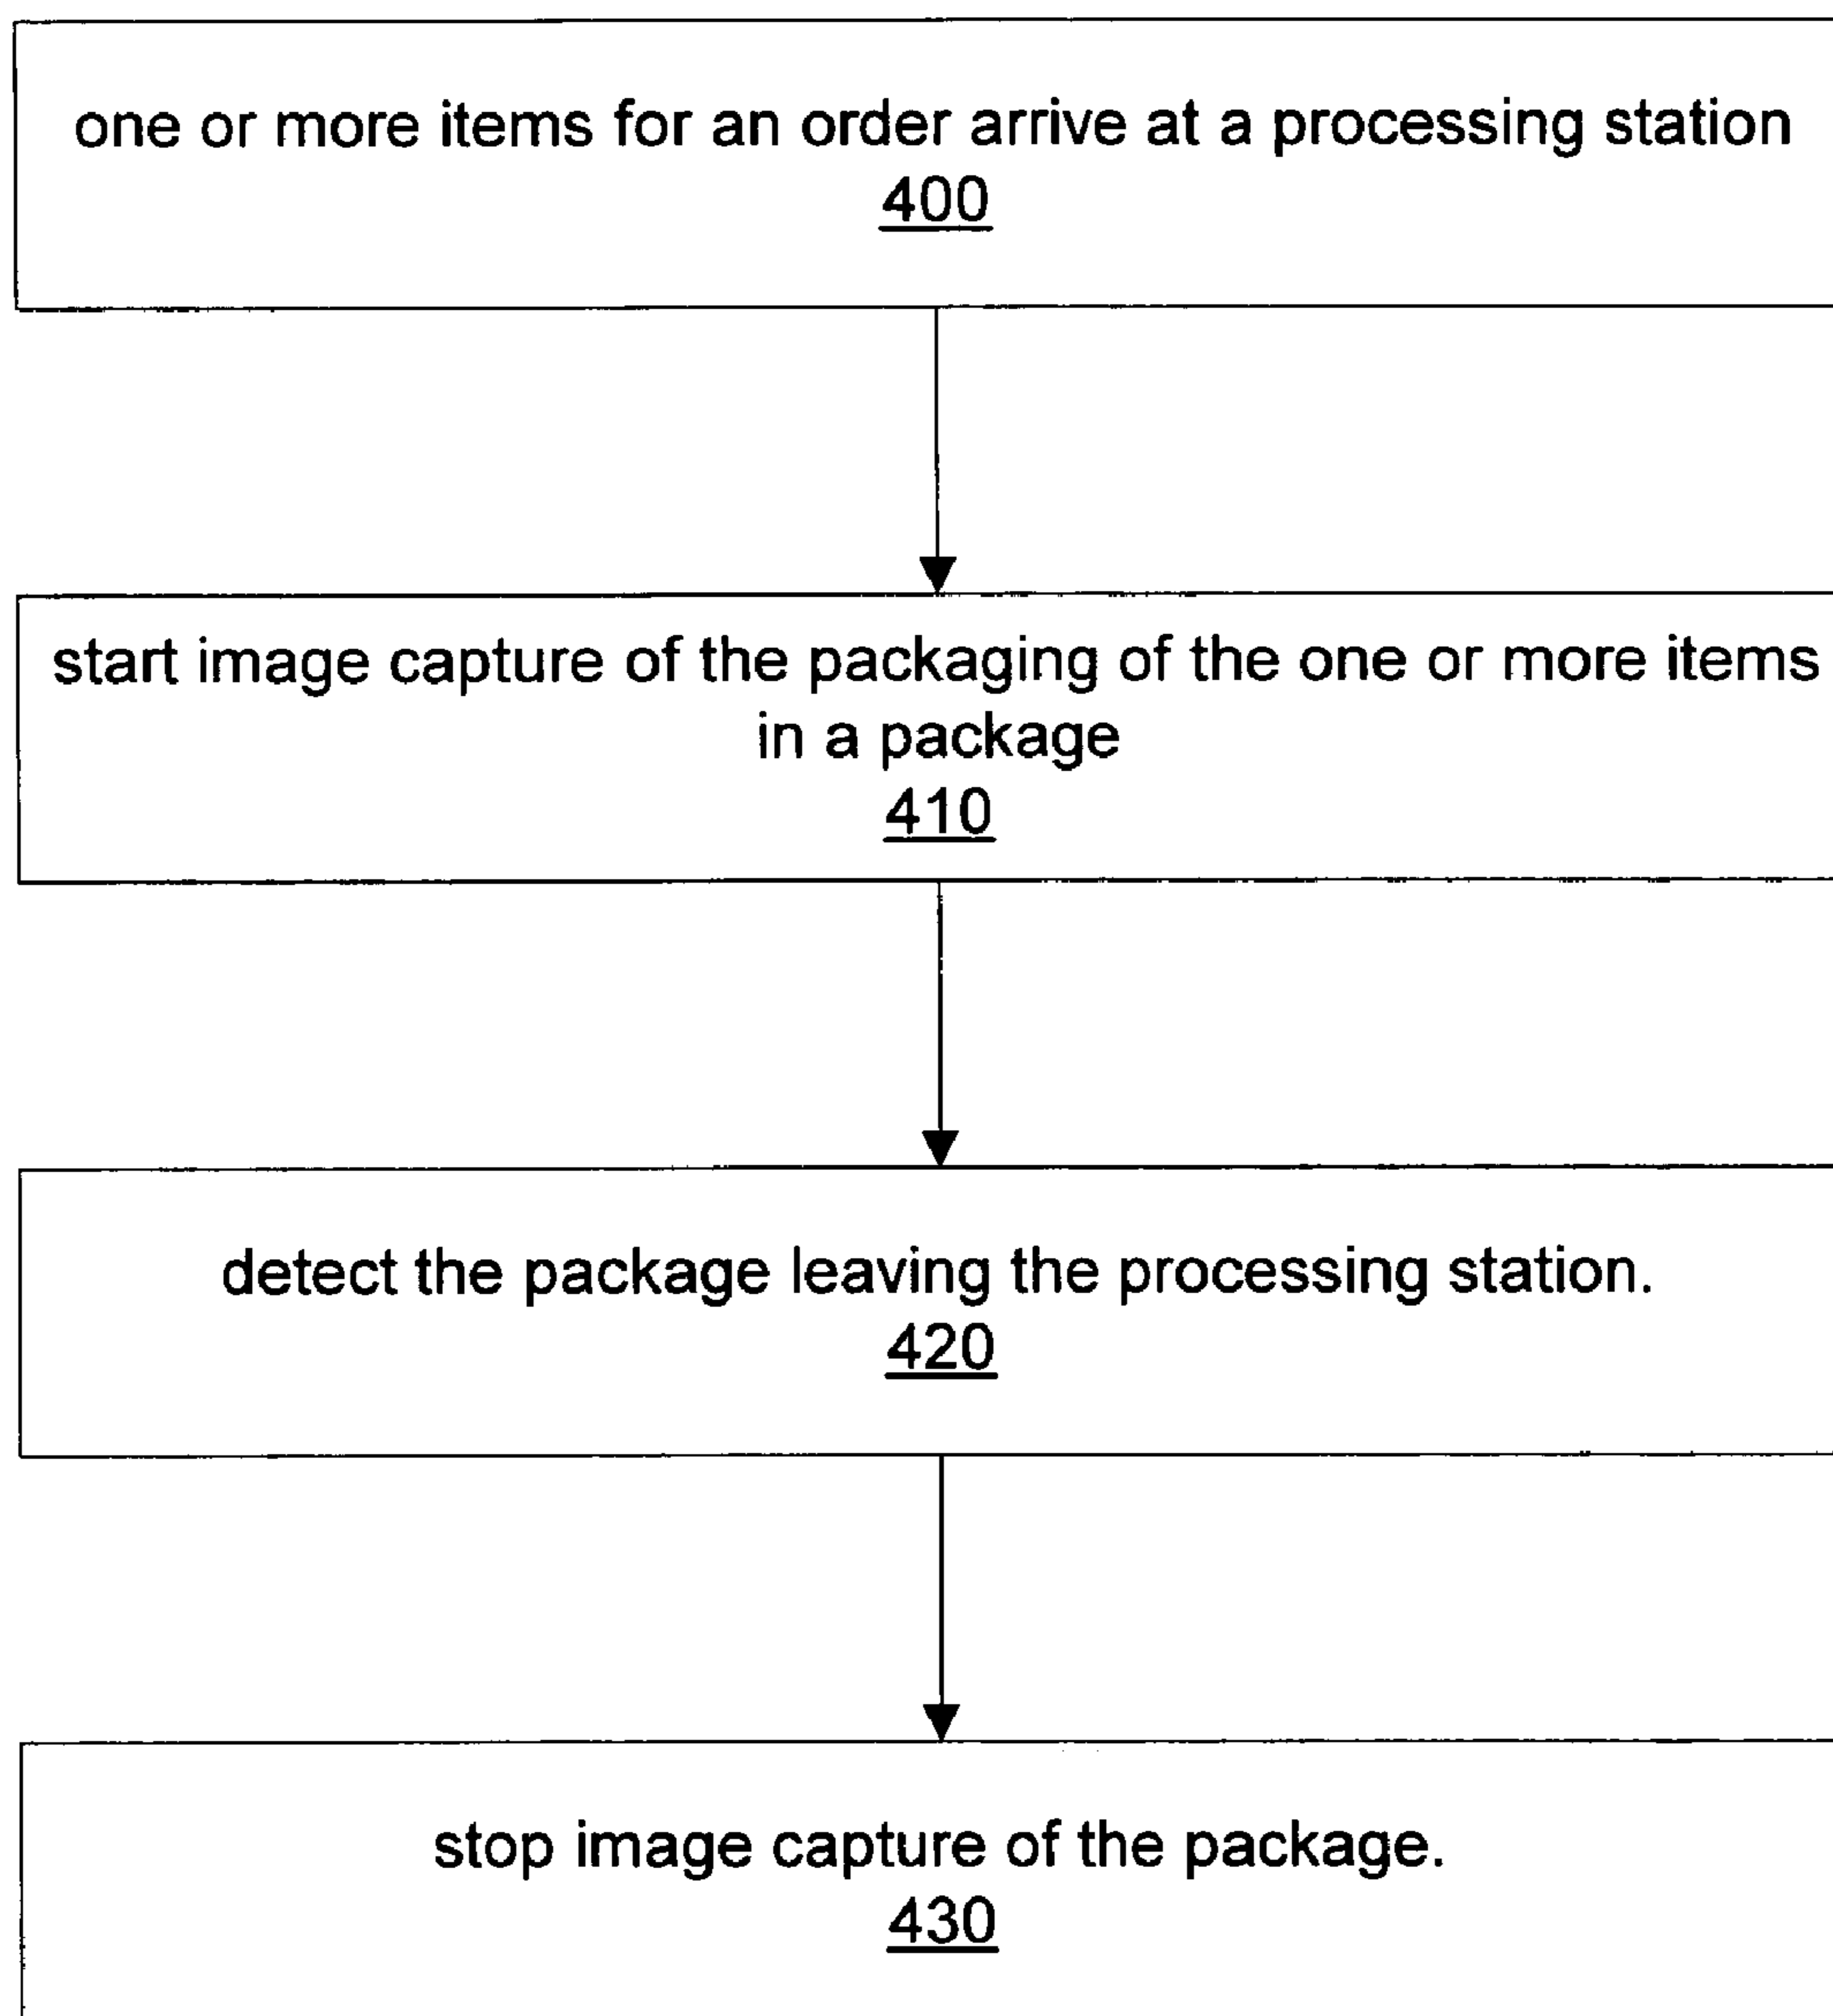 one or more items for an order arrive at a processing station
400
start image capture of the packaging of the one or more items
in a package
410
detect the package leaving the processing station.
420
stop image capture of the package.
430